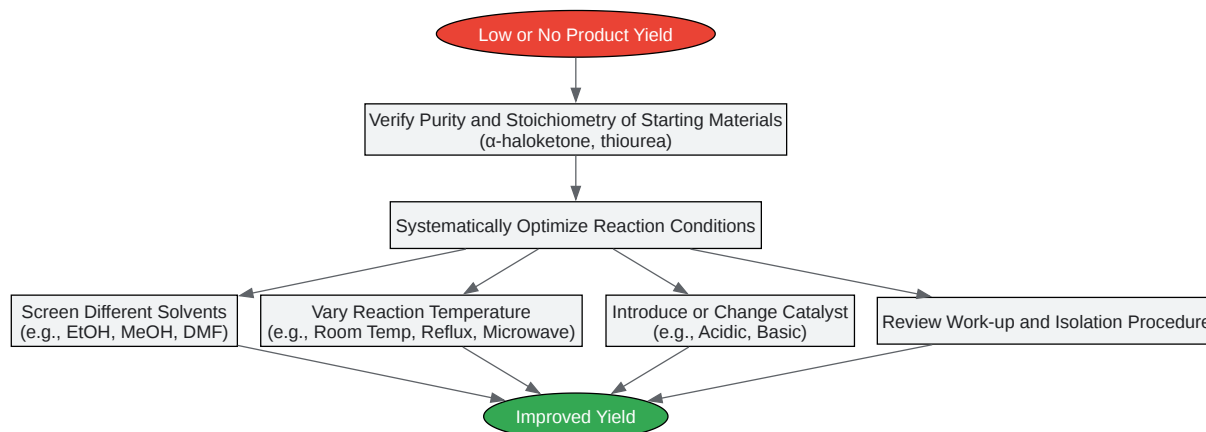 Low or No Product Yield
Verify Purity and Stoichiometry of Starting Materials
(α-haloketone, thiourea)
Systematically Optimize Reaction Conditions
Screen Different Solvents
(e.g., EtOH, MeOH, DMF)
Vary Reaction Temperature
(e.g., Room Temp, Reflux, Microwave)
Introduce or Change Catalyst
(e.g., Acidic, Basic)
Review Work-up and Isolation Procedure
Improved Yield